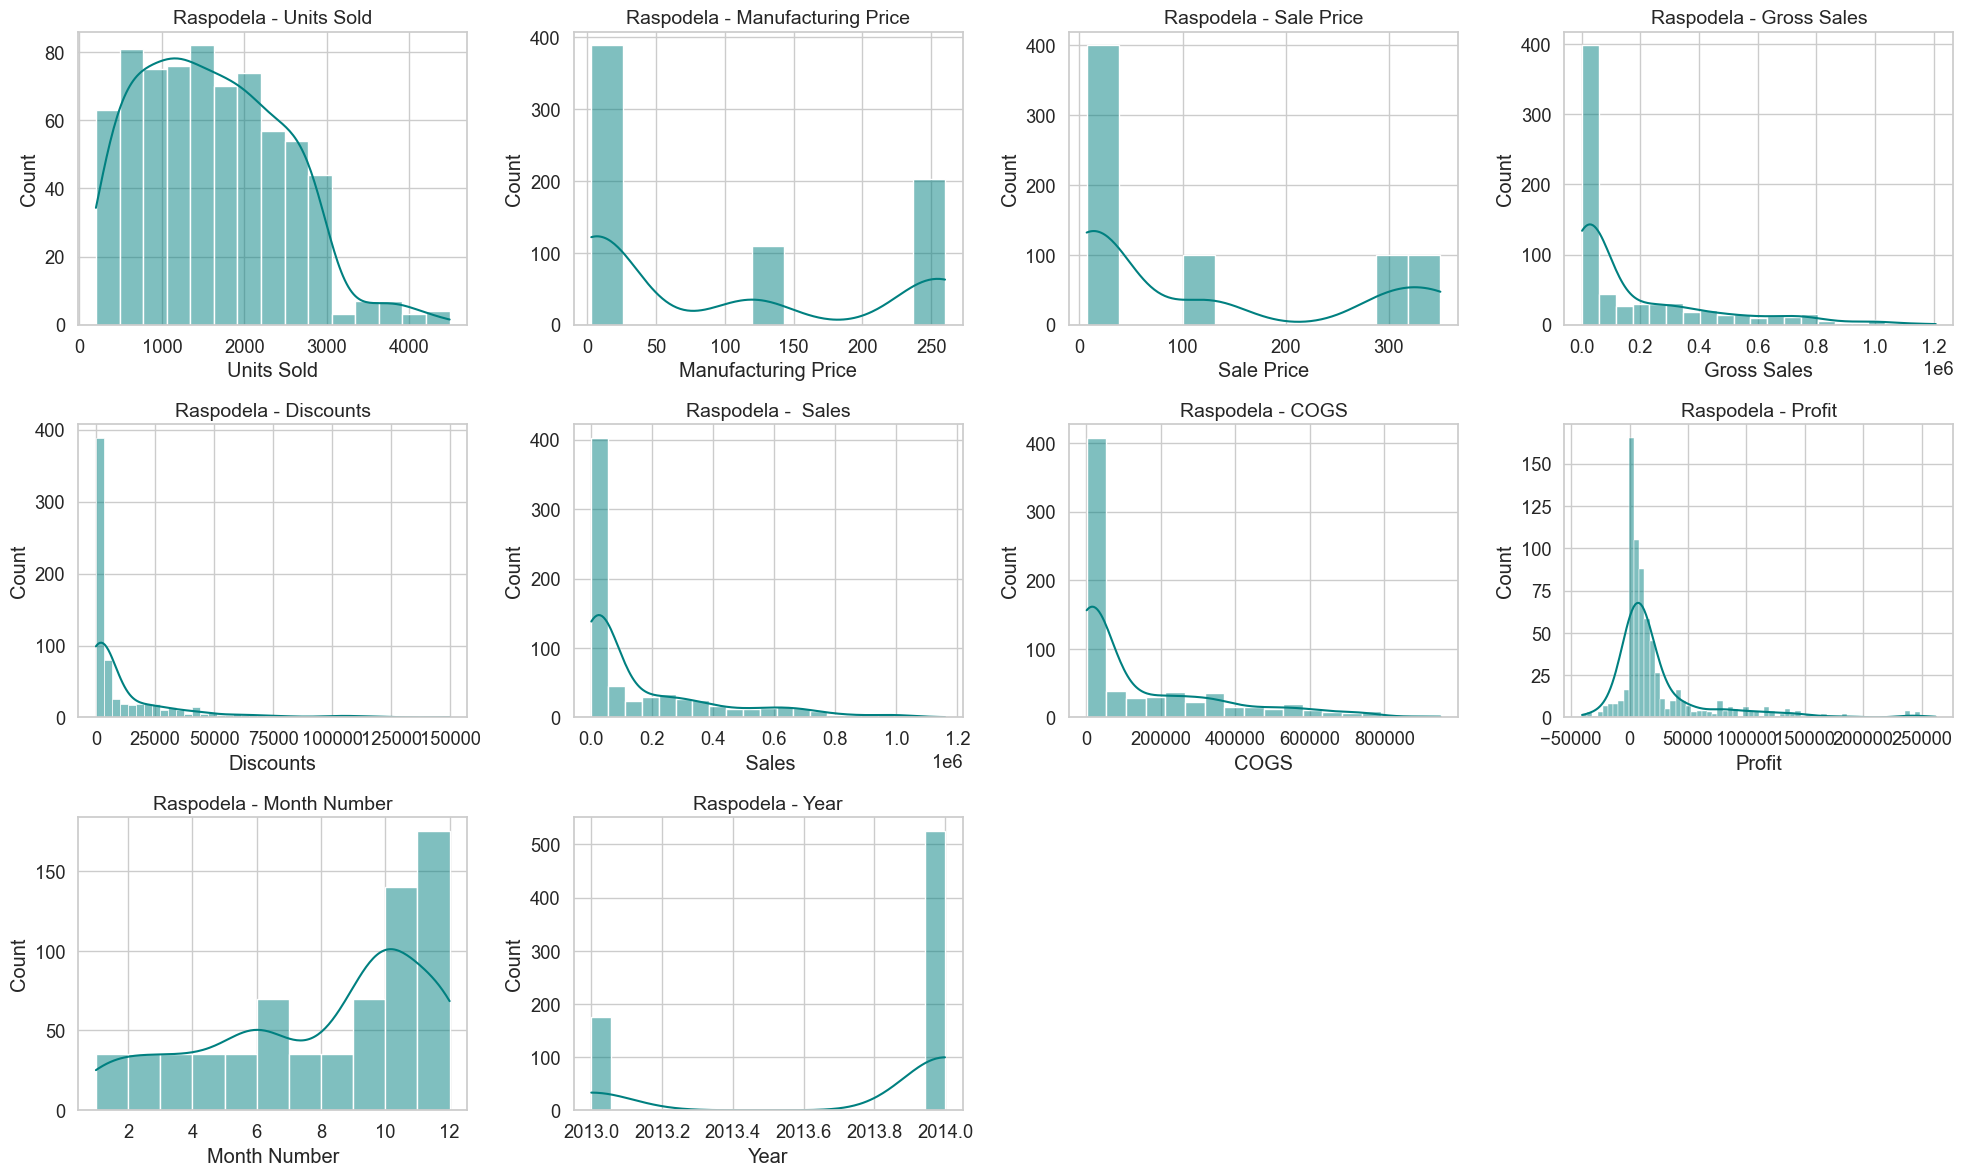 Raspodela - Units Sold
Count
80
60
40
20
0
0 1000 2000 3000 4000
Units Sold
Raspodela - Manufacturing Price
Count
400
300
200
100
0
0 50 100 150 200 250
Manufacturing Price
Raspodela - Sale Price
Count
400
300
200
100
0
0 100 200 300
Sale Price
Raspodela - Gross Sales
Count
400
300
200
100
0
0.0 0.2 0.4 0.6 0.8 1.0 1.2
Gross Sales
1e6
Raspodela - Discounts
Count
400
300
200
100
0
0 25000 50000 75000 100000 125000 150000
Discounts
Raspodela -  Sales
Count
400
300
200
100
0
0.0 0.2 0.4 0.6 0.8 1.0 1.2
Sales
1e6
Raspodela - COGS
Count
400
300
200
100
0
0 200000 400000 600000 800000
COGS
Raspodela - Profit
Count
150
125
100
75
50
25
0
−50000 0 50000 100000 150000 200000 250000
Profit
Raspodela - Month Number
Count
150
100
50
0
2 4 6 8 10 12
Month Number
Raspodela - Year
Count
500
400
300
200
100
0
2013.0 2013.2 2013.4 2013.6 2013.8 2014.0
Year